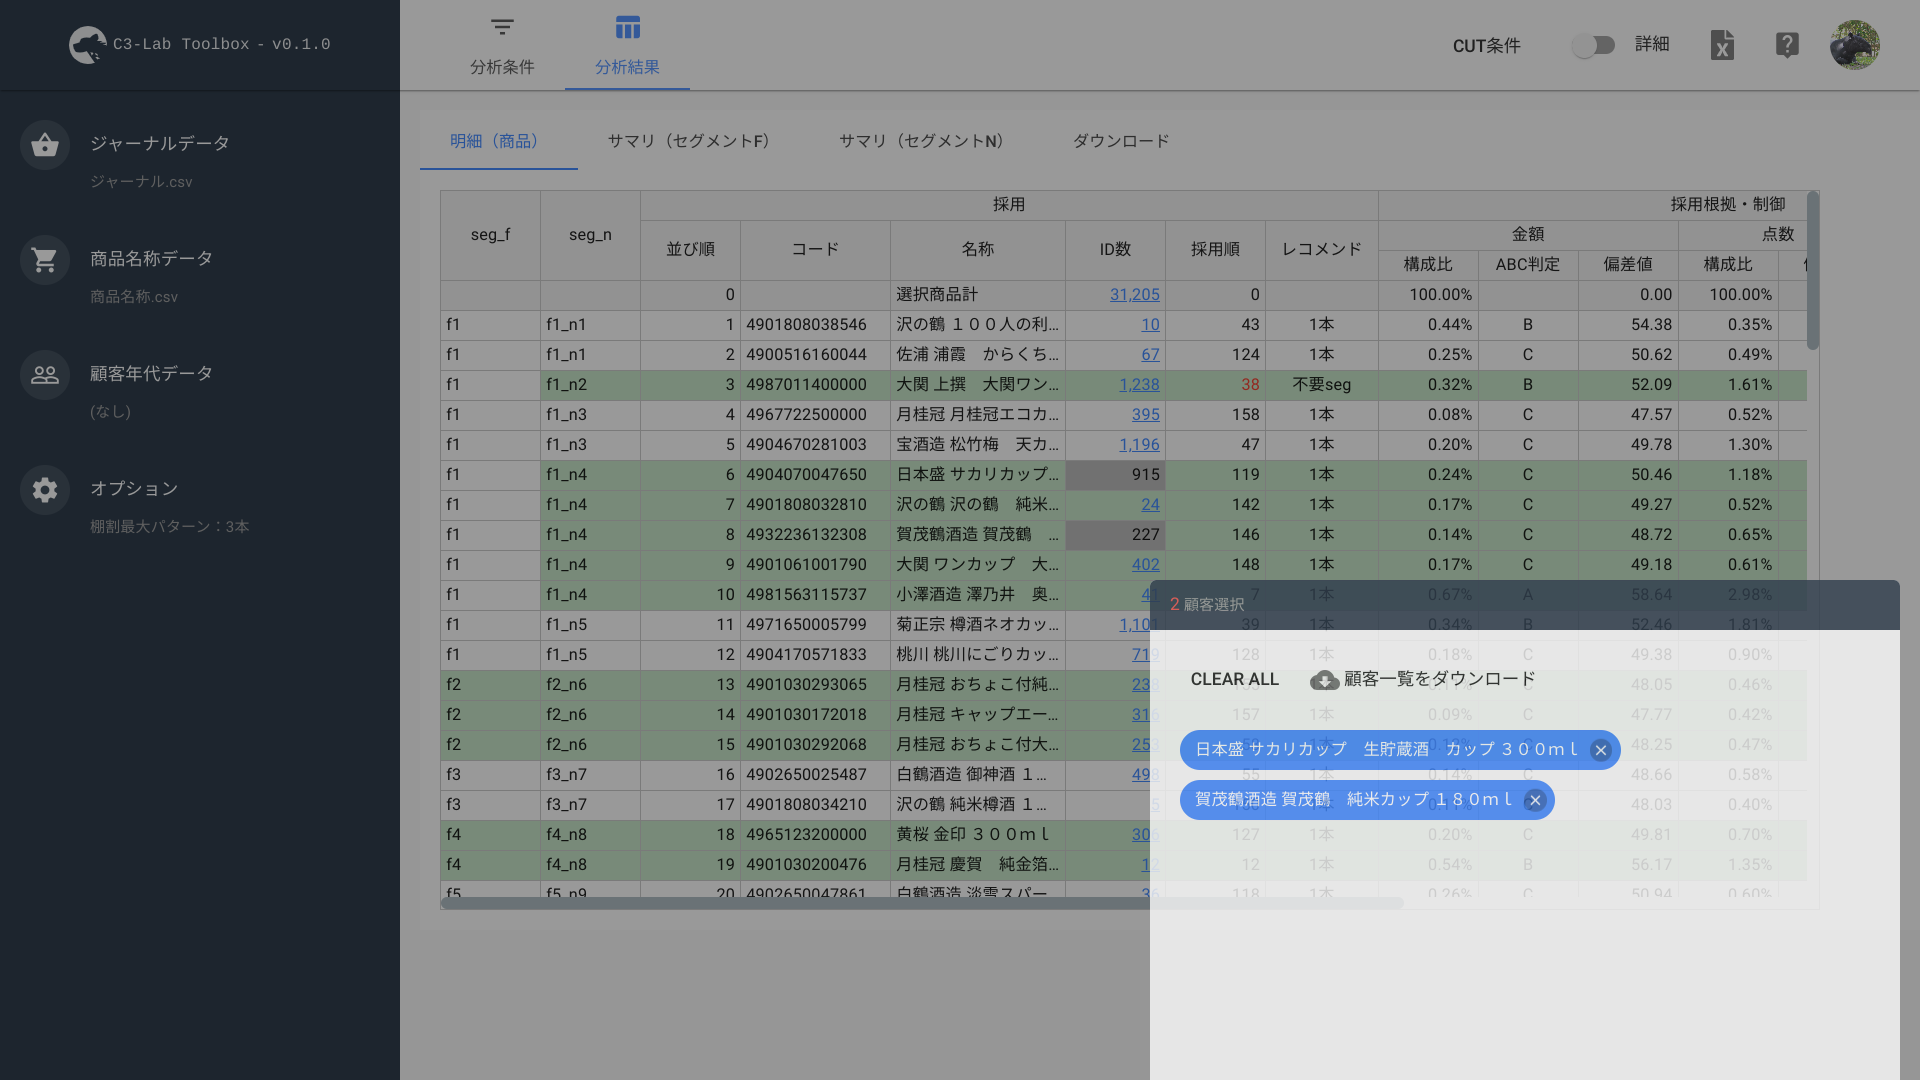 C3-Lab Toolbox - v0.1.0
ジャーナルデータ
ジャーナル.csv
商品名称データ
商品名称.csv
顧客年代データ
(なし)
オプション
棚割最大パターン：3本
分析条件 分析結果 CUT条件 詳細
明細（商品） サマリ（セグメントF） サマリ（セグメントN） ダウンロード
採用 採用根拠・制御
seg_f seg_n 金額 点数
並び順 コード 名称 ID数 採用順 レコメンド
構成比 ABC判定 偏差値 構成比
0 選択商品計 31,205 0 100.00% 0.00 100.00%
f1 f1_n1 1 4901808038546 沢の鶴 １００人の利… 10 43 1本 0.44% B 54.38 0.35%
f1 f1_n1 2 4900516160044 佐浦 浦霞　からくち… 67 124 1本 0.25% C 50.62 0.49%
f1 f1_n2 3 4987011400000 大関 上撰　大関ワン… 1,238 38 不要seg 0.32% B 52.09 1.61%
f1 f1_n3 4 4967722500000 月桂冠 月桂冠エコカ… 395 158 1本 0.08% C 47.57 0.52%
f1 f1_n3 5 4904670281003 宝酒造 松竹梅　天カ… 1,196 47 1本 0.20% C 49.78 1.30%
f1 f1_n4 6 4904070047650 日本盛 サカリカップ… 915 119 1本 0.24% C 50.46 1.18%
f1 f1_n4 7 4901808032810 沢の鶴 沢の鶴　純米… 24 142 1本 0.17% C 49.27 0.52%
f1 f1_n4 8 4932236132308 賀茂鶴酒造 賀茂鶴　… 227 146 1本 0.14% C 48.72 0.65%
f1 f1_n4 9 4901061001790 大関 ワンカップ　大… 402 148 1本 0.17% C 49.18 0.61%
f1 f1_n4 10 4981563115737 小澤酒造 澤乃井　奥… 41 7 1本 0.67% A 58.64 2.98%
f1 f1_n5 11 4971650005799 菊正宗 樽酒ネオカッ… 1,101 39 1本 0.34% B 52.46 1.81%
f1 f1_n5 12 4904170571833 桃川 桃川にごりカッ… 719 128 1本 0.18% C 49.38 0.90%
f2 f2_n6 13 4901030293065 月桂冠 おちょこ付純… 48.05 0.46%
f2 f2_n6 14 4901030172018 月桂冠 キャップエー… 316 157 1本 0.09% C 47.77 0.42%
f2 f2_n6 15 4901030292068 月桂冠 おちょこ付大… 48.25 0.47%
f3 f3_n7 16 4902650025487 白鶴酒造 御神酒 １… 498 55 1本 0.14% C 48.66 0.58%
f3 f3_n7 17 4901808034210 沢の鶴 純米樽酒 １… 5 48.03 0.40%
f4 f4_n8 18 4965123200000 黄桜 金印 ３００ｍｌ 306 127 1本 0.20% C 49.81 0.70%
f4 f4_n8 19 4901030200476 月桂冠 慶賀　純金箔… 12 12 1本 0.54% B 56.17 1.35%
f5 f5_n9 20 4902650047861 白鶴酒造 淡雪スパー… 36 118 1本 0.26% C 50.94 0.60%
2 顧客選択
CLEAR ALL 顧客一覧をダウンロード
日本盛 サカリカップ　生貯蔵酒　カップ ３００ｍｌ
賀茂鶴酒造 賀茂鶴　純米カップ １８０ｍｌ